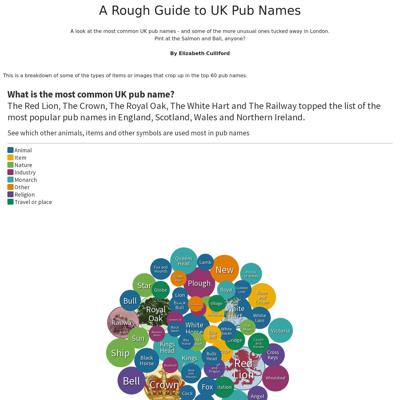 A Rough Guide to UK Pub Names
A look at the most common UK pub names - and some of the more unusual ones tucked away in London.
Pint at the Salmon and Ball, anyone?
By Elizabeth Culliford
This is a breakdown of some of the types of items or images that crop up in the top 60 pub names.
What is the most common UK pub name?
The Red Lion, The Crown, The Royal Oak, The White Hart and The Railway topped the list of the
most popular pub names in England, Scotland, Wales and Northern Ireland.
See which other animals, items and other symbols are used most in pub names
Animal
Item
Nature
Industry
Monarch
Other
Religion
Travel or place
Queens Head
Lamb
Fox and Hounds
New
Plough
Star
Globe
Lion
Bull
Royal Oak
Village
Royal
White Hart
White Lion
Railway
White Horse
Victoria
Sun
Kings Head
Ship
Black Horse
Kings
Bulls Head
Red Lion
Cross Keys
Bell
Crown
Cock
Fox
Station
Wheatsheaf
Angel